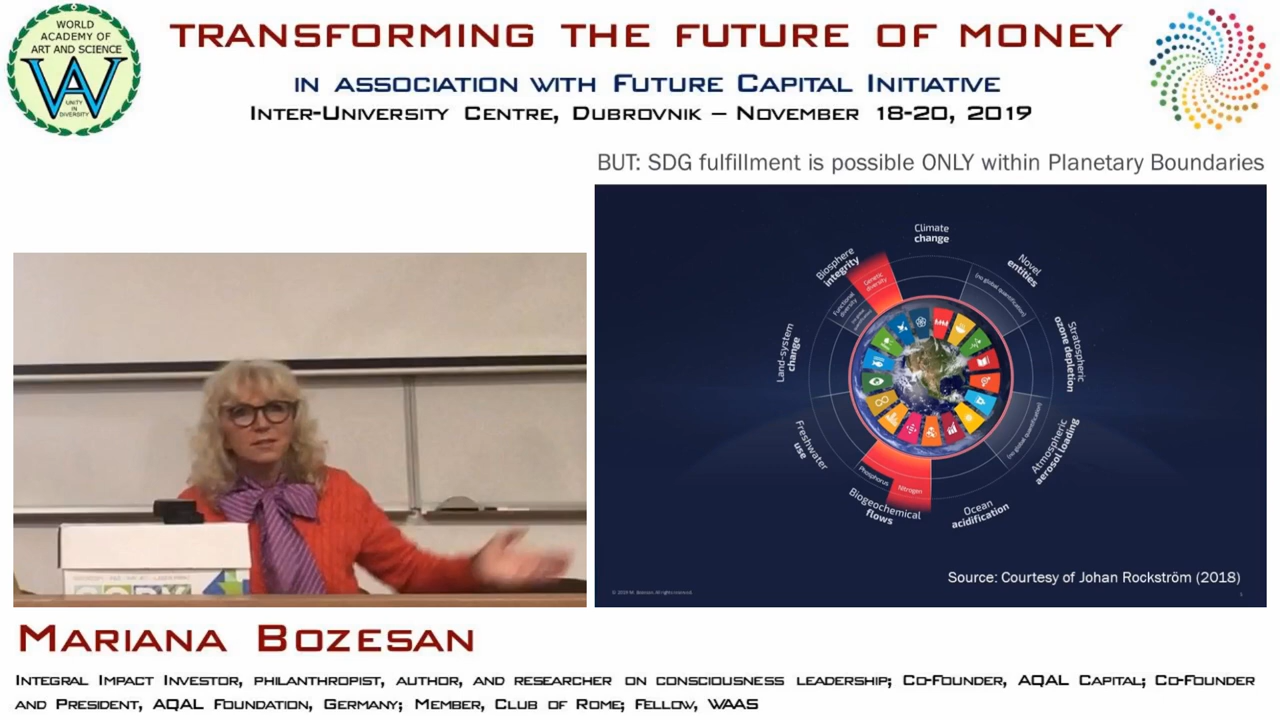 WORLD
ACADEMY OF
ART AND SCIENCE
UNITY
IN
DIVERSITY
TRANSFORMING THE FUTURE OF MONEY
IN ASSOCIATION WITH FUTURE CAPITAL INITIATIVE
INTER-UNIVERSITY CENTRE, DUBROVNIK – NOVEMBER 18-20, 2019
BUT: SDG fulfillment is possible ONLY within Planetary Boundaries
Climate
change
Biosphere
integrity
Genetic
diversity
Functional
diversity
Novel
entities
(no global quantification)
Stratospheric
ozone depletion
Land-system
change
Freshwater
use
Atmospheric
aerosol loading
(no global quantification)
Phosphorus
Nitrogen
Biogeochemical
flows
Ocean
acidification
Source: Courtesy of Johan Rockström (2018)
© 2019 M. Bozesan. All rights reserved.
MARIANA BOZESAN
INTEGRAL IMPACT INVESTOR, PHILANTHROPIST, AUTHOR, AND RESEARCHER ON CONSCIOUSNESS LEADERSHIP; CO-FOUNDER, AQAL CAPITAL; CO-FOUNDER
AND PRESIDENT, AQAL FOUNDATION, GERMANY; MEMBER, CLUB OF ROME; FELLOW, WAAS